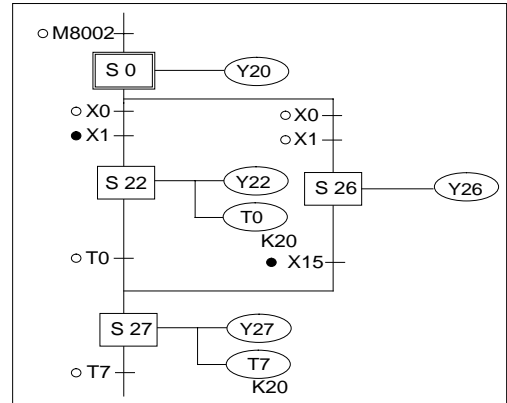 M8002
S 0 Y20
X0 X0
X1 X1
S 22 Y22 S 26 Y26
T0
K20
T0 X15
S 27 Y27
T7
T7 K20